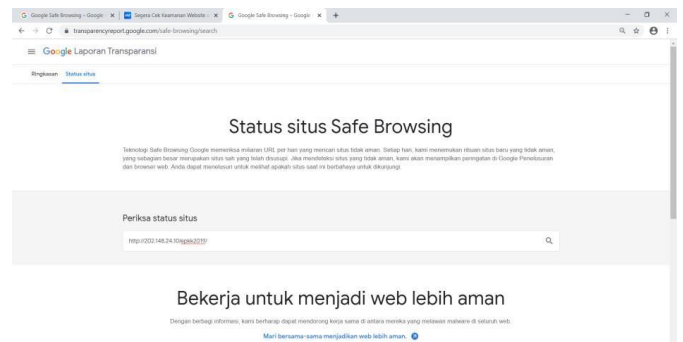 Google Safe Browsing – Google
Segera Cek Keamanan Website
Google Safe Browsing – Google
transparencyreport.google.com/safe-browsing/search
Google Laporan Transparansi
Ringkasan Status situs
Status situs Safe Browsing
Teknologi Safe Browsing Google memeriksa miliaran URL per hari yang mencari situs tidak aman. Setiap hari, kami menemukan ribuan situs baru yang tidak aman,
yang sebagian besar merupakan situs sah yang telah disusupi. Jika mendeteksi situs yang tidak aman, kami akan menampilkan peringatan di Google Penelusuran
dan browser web. Anda dapat menelusuri untuk melihat apakah situs saat ini berbahaya untuk dikunjungi.
Periksa status situs
http://202.148.24.10/epkk2019/
Bekerja untuk menjadi web lebih aman
Dengan berbagi informasi, kami berharap dapat mendorong kerja sama di antara mereka yang melawan malware di seluruh web.
Mari bersama-sama menjadikan web lebih aman.